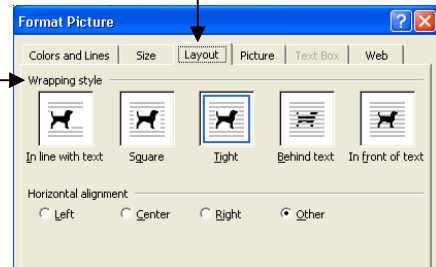 Format Picture
Colors and Lines Size Layout Picture Text Box Web
Wrapping style
In line with text Square Tight Behind text In front of text
Horizontal alignment
Left Center Right Other